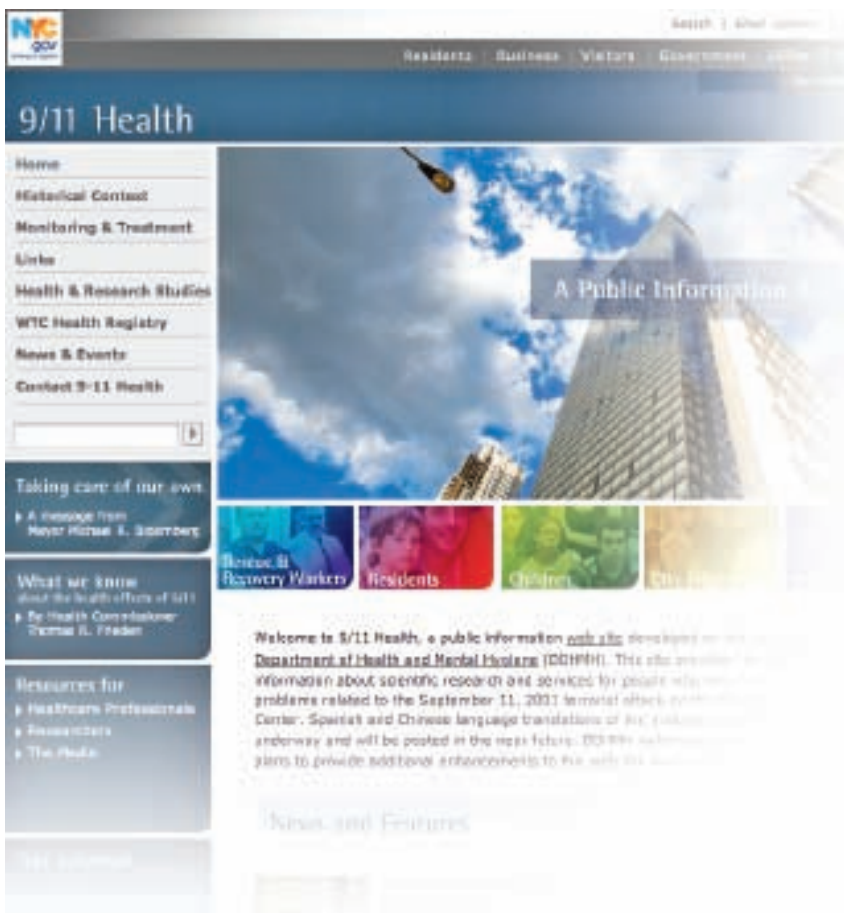 NYC
.gov
Search | Email
Residents Business Visitors Government
9/11 Health
Home
Historical Context
Monitoring & Treatment
Links
Health & Research Studies
WTC Health Registry
News & Events
Contact 9-11 Health
A Public Information
Taking care of our own
A message from
Mayor Michael R. Bloomberg
What we know
about the health effects of 9/11
By Health Commissioner
Thomas R. Frieden
Resources for
Healthcare Professionals
Researchers
The Media
Rescue &
Recovery Workers
Residents
Children
Welcome to 9/11 Health, a public information web site developed
Department of Health and Mental Hygiene (DOHMH). This site
information about scientific research and services for people
problems related to the September 11, 2001 terrorist attack
Center. Spanish and Chinese language translations of
underway and will be posted in the near future. DOHMH
plans to provide additional enhancements to this web
News and Features